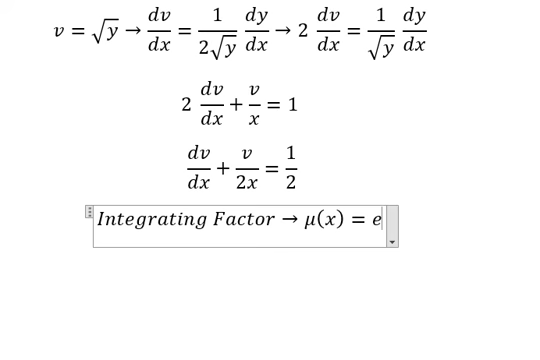 v = √y → dv/dx = 1/(2√y) dy/dx → 2 dv/dx = 1/√y dy/dx
2 dv/dx + v/x = 1
dv/dx + v/2x = 1/2
Integrating Factor → μ(x) = e